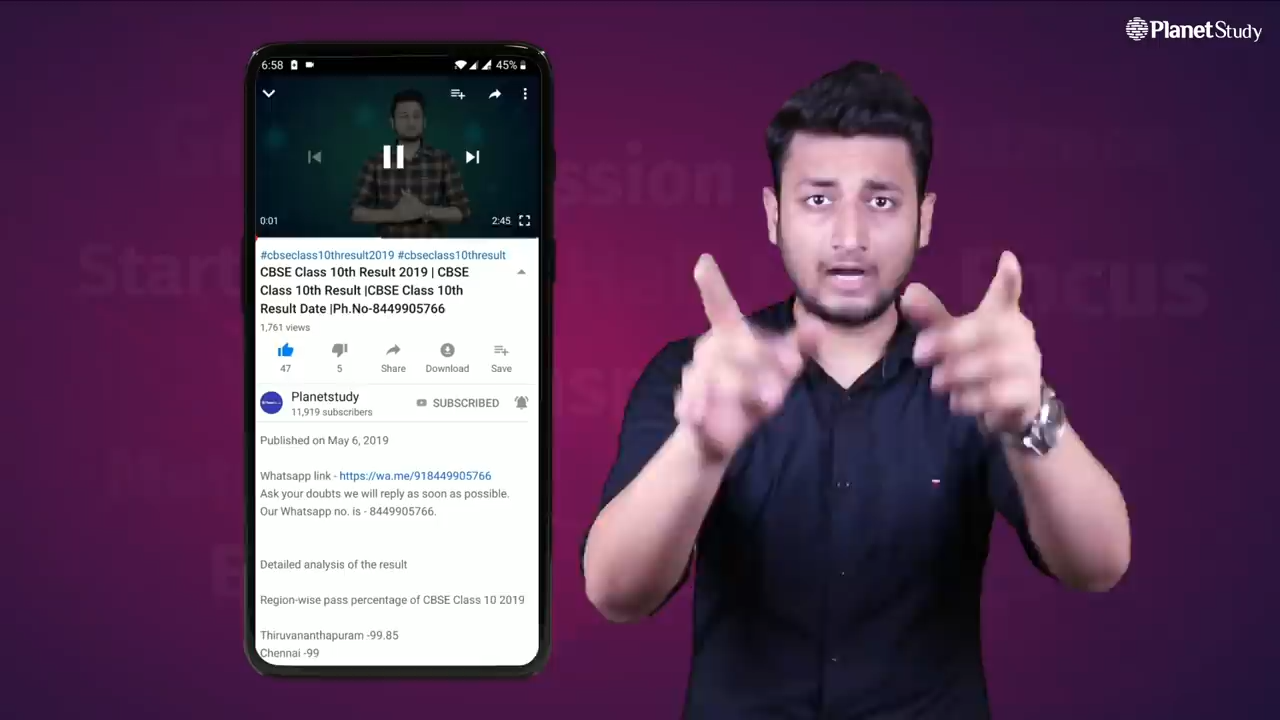 PlanetStudy
6:58
45%
0:01
2:45
#cbseclass10thresult2019 #cbseclass10thresult
CBSE Class 10th Result 2019 | CBSE
Class 10th Result |CBSE Class 10th
Result Date |Ph.No-8449905766
1,761 views
47
5
Share
Download
Save
Planetstudy
11,919 subscribers
SUBSCRIBED
Published on May 6, 2019
Whatsapp link - https://wa.me/918449905766
Ask your doubts we will reply as soon as possible.
Our Whatsapp no. is - 8449905766.
Detailed analysis of the result
Region-wise pass percentage of CBSE Class 10 2019
Thiruvananthapuram -99.85
Chennai -99